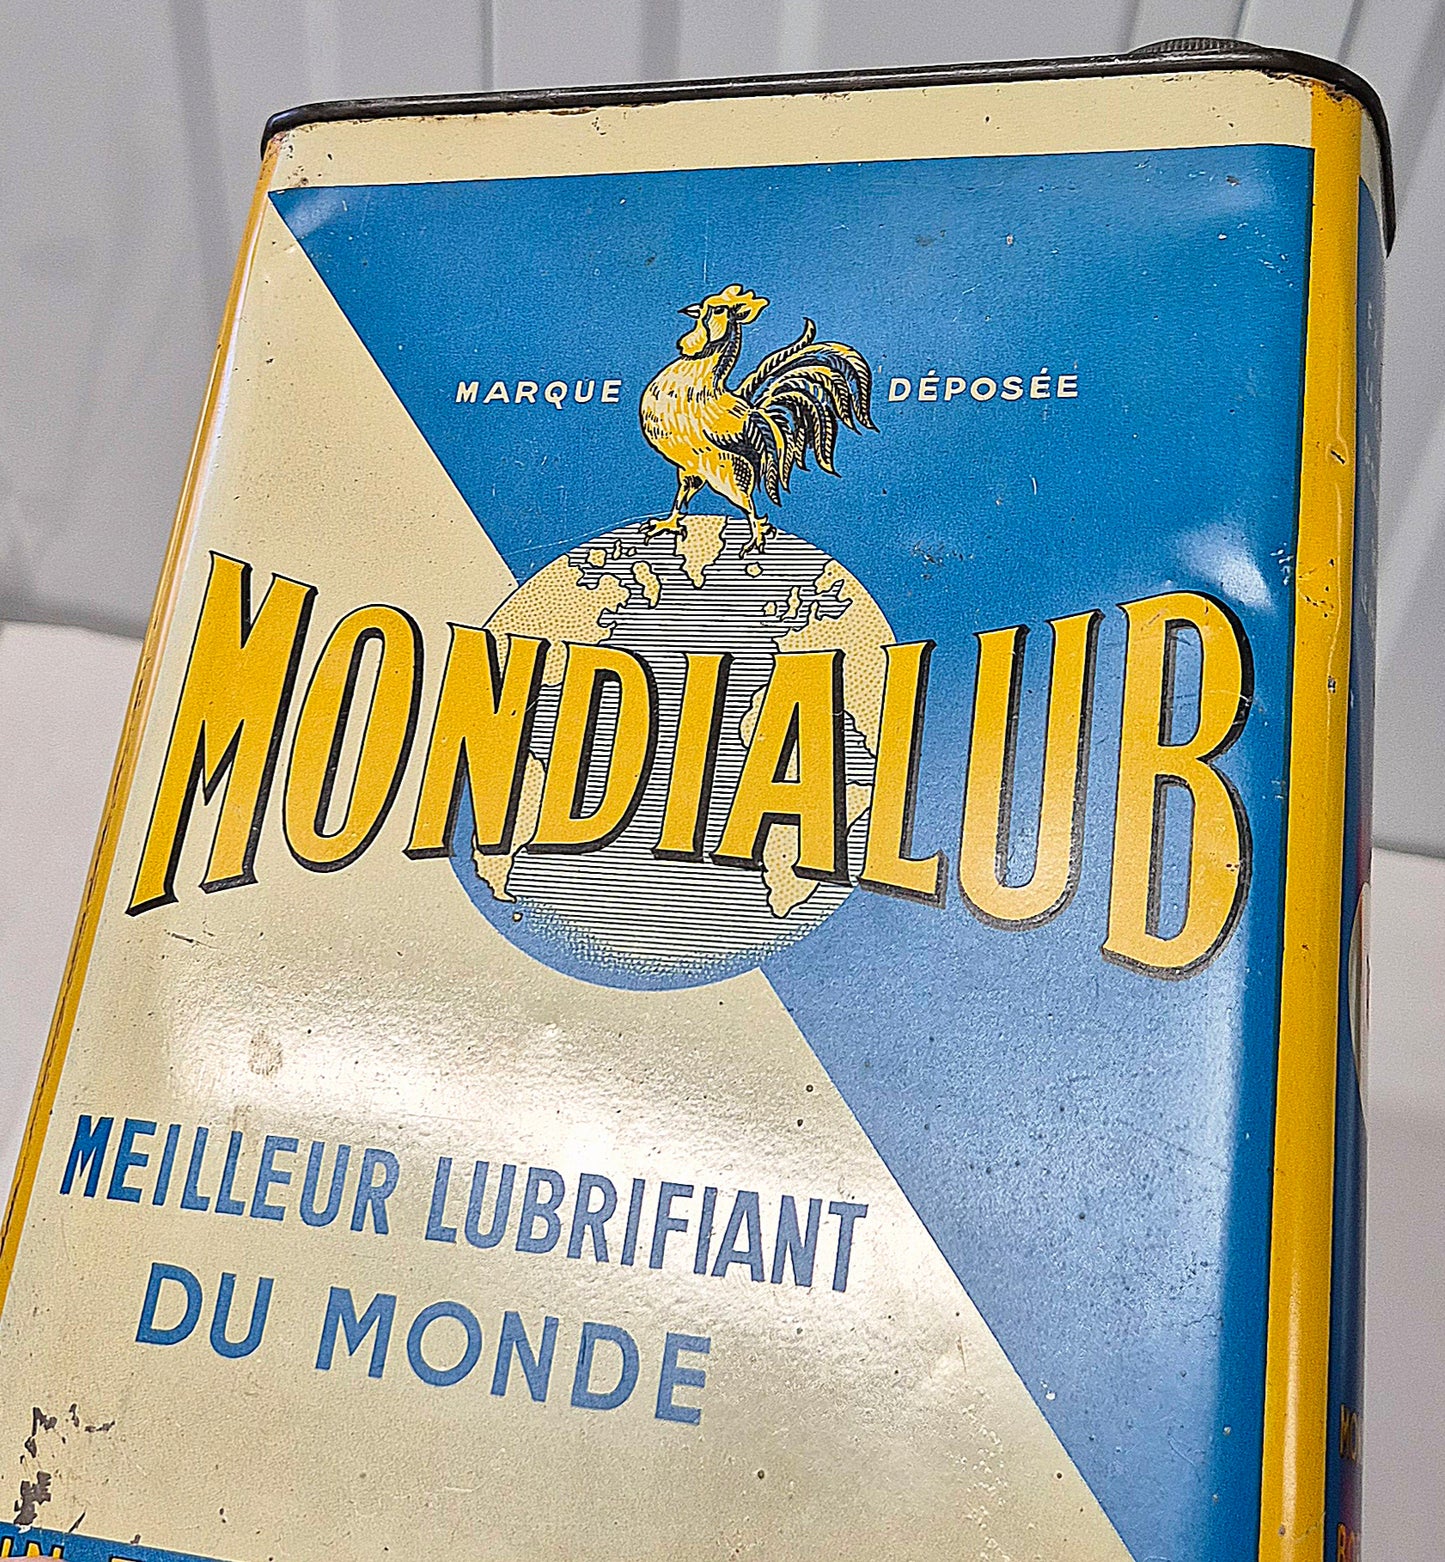 MARQUE DÉPOSÉE
MONDIALUB
MEILLEUR LUBRIFIANT
DU MONDE